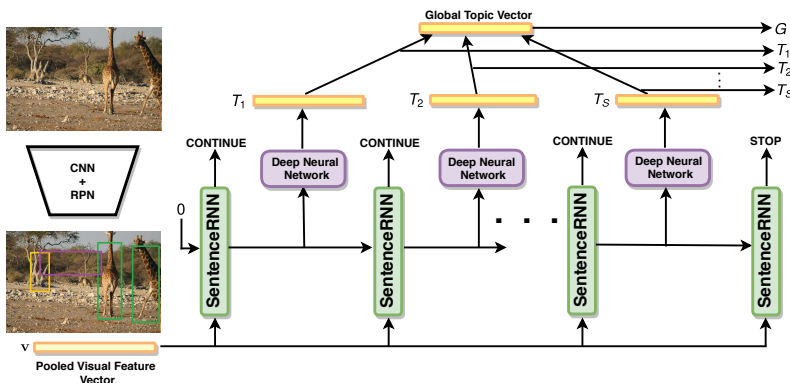 Global Topic Vector
G
T₁
T₂
⋮
Tₛ
T₁
T₂
Tₛ
CONTINUE
CONTINUE
CONTINUE
STOP
Deep Neural
Network
Deep Neural
Network
Deep Neural
Network
CNN
+
RPN
0
. . .
SentenceRNN
SentenceRNN
SentenceRNN
SentenceRNN
v
Pooled Visual Feature
Vector